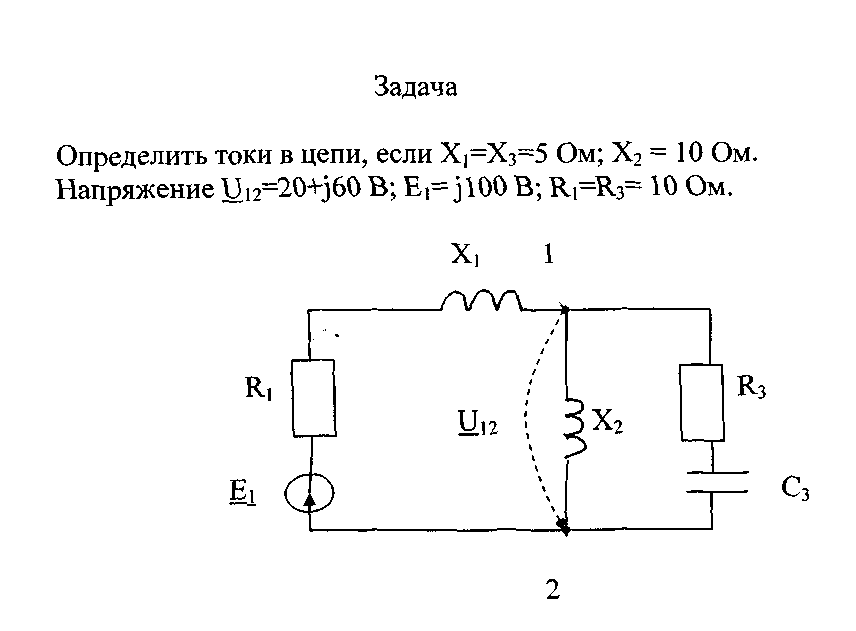 Задача
Определить токи в цепи, если X₁=X₃=5 Ом; X₂ = 10 Ом.
Напряжение U₁₂=20+j60 В; E₁= j100 В; R₁=R₃= 10 Ом.
X₁ 1
R₁ R₃
U₁₂ X₂
E₁ C₃
2